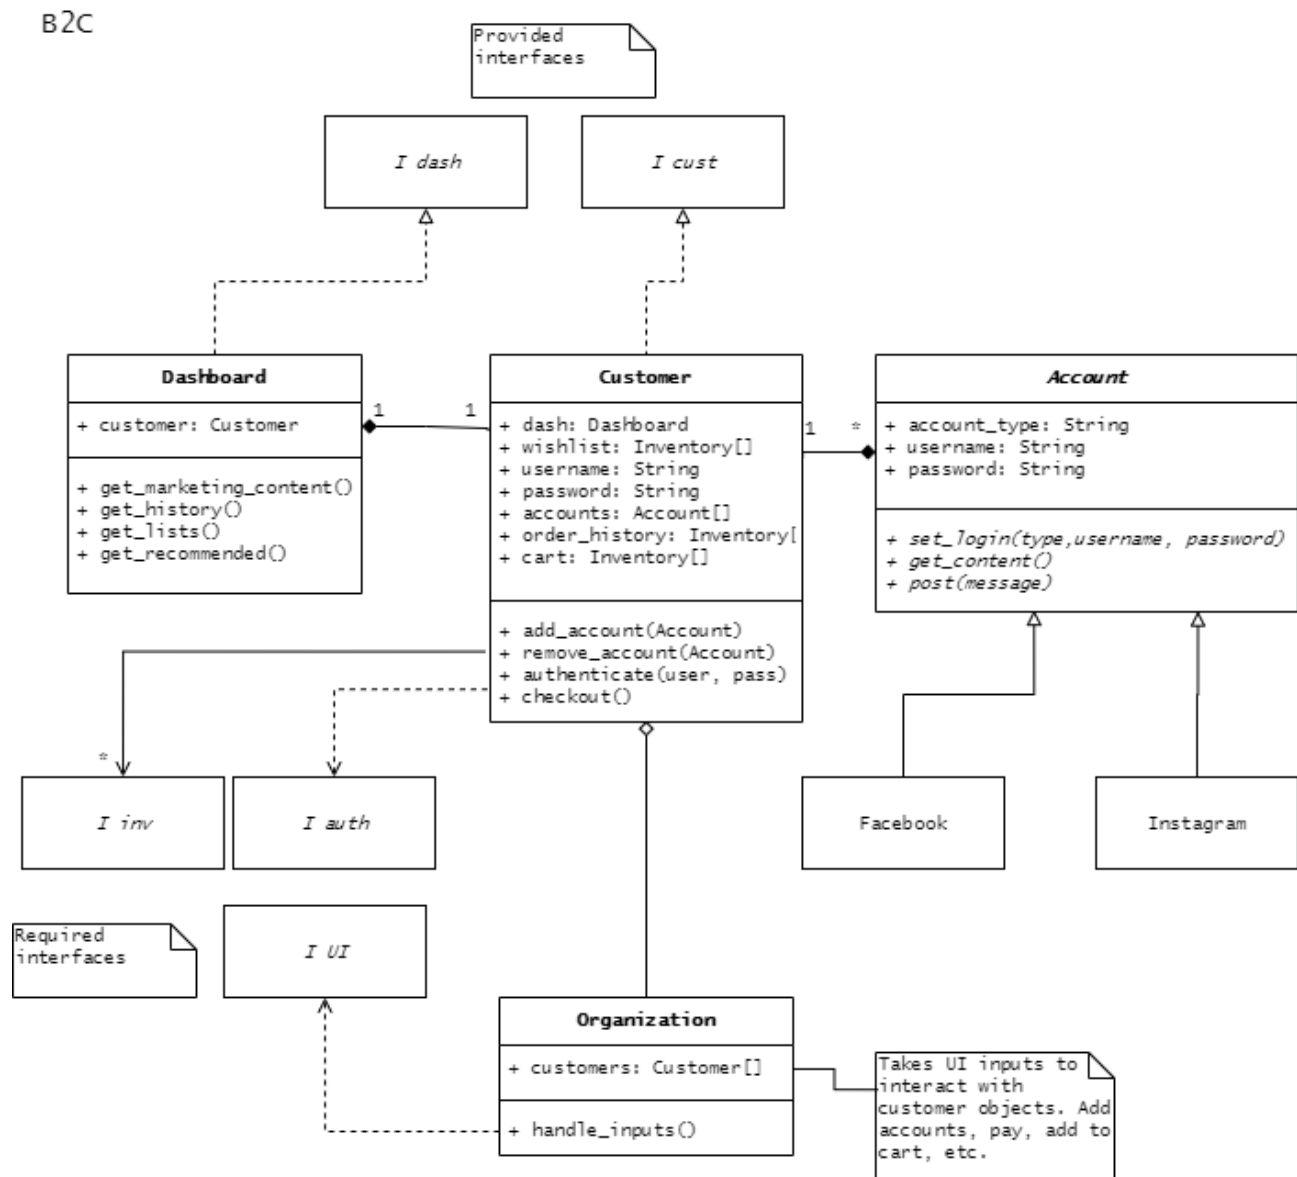 B2C
Provided
interfaces
I dash
I cust
Dashboard
+ customer: Customer
+ get_marketing_content()
+ get_history()
+ get_lists()
+ get_recommended()
1
1
Customer
+ dash: Dashboard
+ wishlist: Inventory[]
+ username: String
+ password: String
+ accounts: Account[]
+ order_history: Inventory[
+ cart: Inventory[]
+ add_account(Account)
+ remove_account(Account)
+ authenticate(user, pass)
+ checkout()
1
*
Account
+ account_type: String
+ username: String
+ password: String
+ set_login(type,username, password)
+ get_content()
+ post(message)
*
I inv
I auth
Facebook
Instagram
Required
interfaces
I UI
Organization
+ customers: Customer[]
+ handle_inputs()
Takes UI inputs to
interact with
customer objects. Add
accounts, pay, add to
cart, etc.